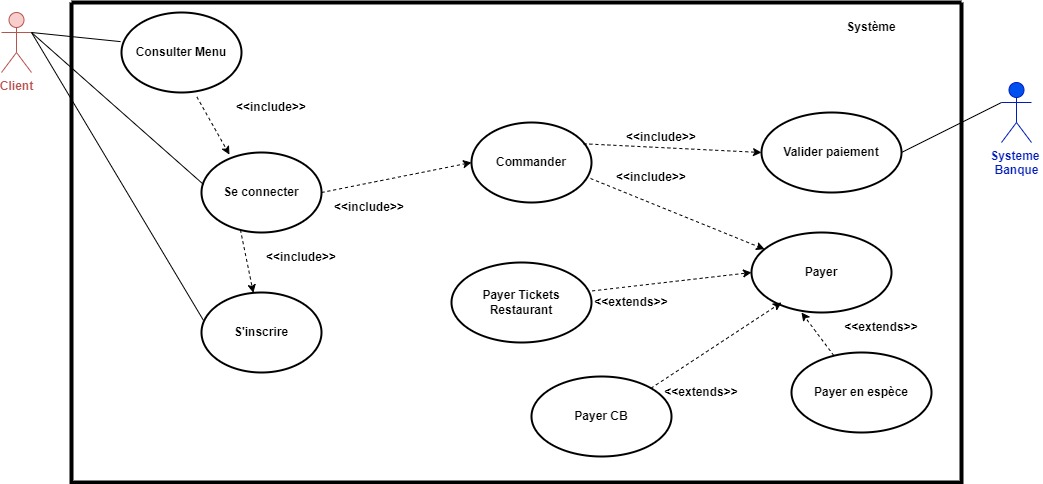 Système
Consulter Menu
Client
<<include>>
<<include>>
Valider paiement
Commander
Systeme
Banque
<<include>>
Se connecter
<<include>>
<<include>>
Payer
Payer Tickets
Restaurant
<<extends>>
<<extends>>
S'inscrire
<<extends>>
Payer en espèce
Payer CB